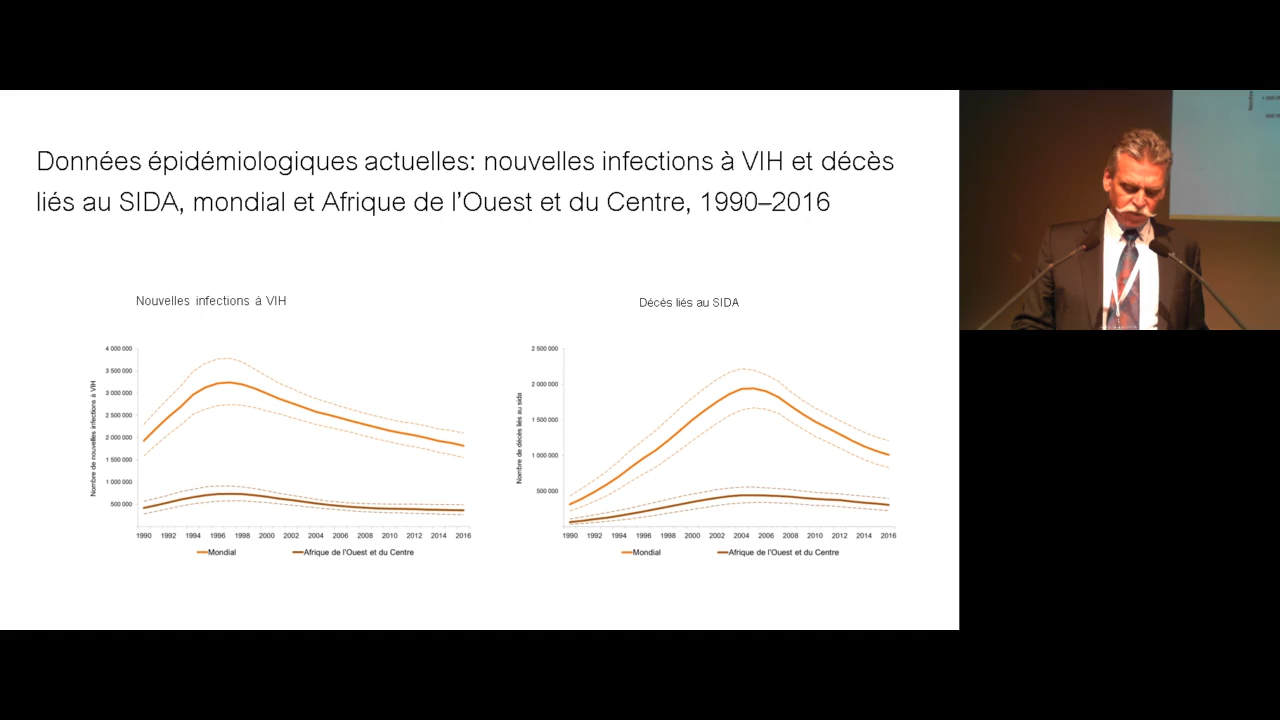 Données épidémiologiques actuelles: nouvelles infections à VIH et décès
liés au SIDA, mondial et Afrique de l'Ouest et du Centre, 1990–2016
Nouvelles infections à VIH
Nombre de nouvelles infections à VIH
4 000 000
3 500 000
3 000 000
2 500 000
2 000 000
1 500 000
1 000 000
500 000
1990 1992 1994 1996 1998 2000 2002 2004 2006 2008 2010 2012 2014 2016
Mondial Afrique de l'Ouest et du Centre
Décès liés au SIDA
Nombre de décès liés au sida
2 500 000
2 000 000
1 500 000
1 000 000
500 000
1990 1992 1994 1996 1998 2000 2002 2004 2006 2008 2010 2012 2014 2016
Mondial Afrique de l'Ouest et du Centre